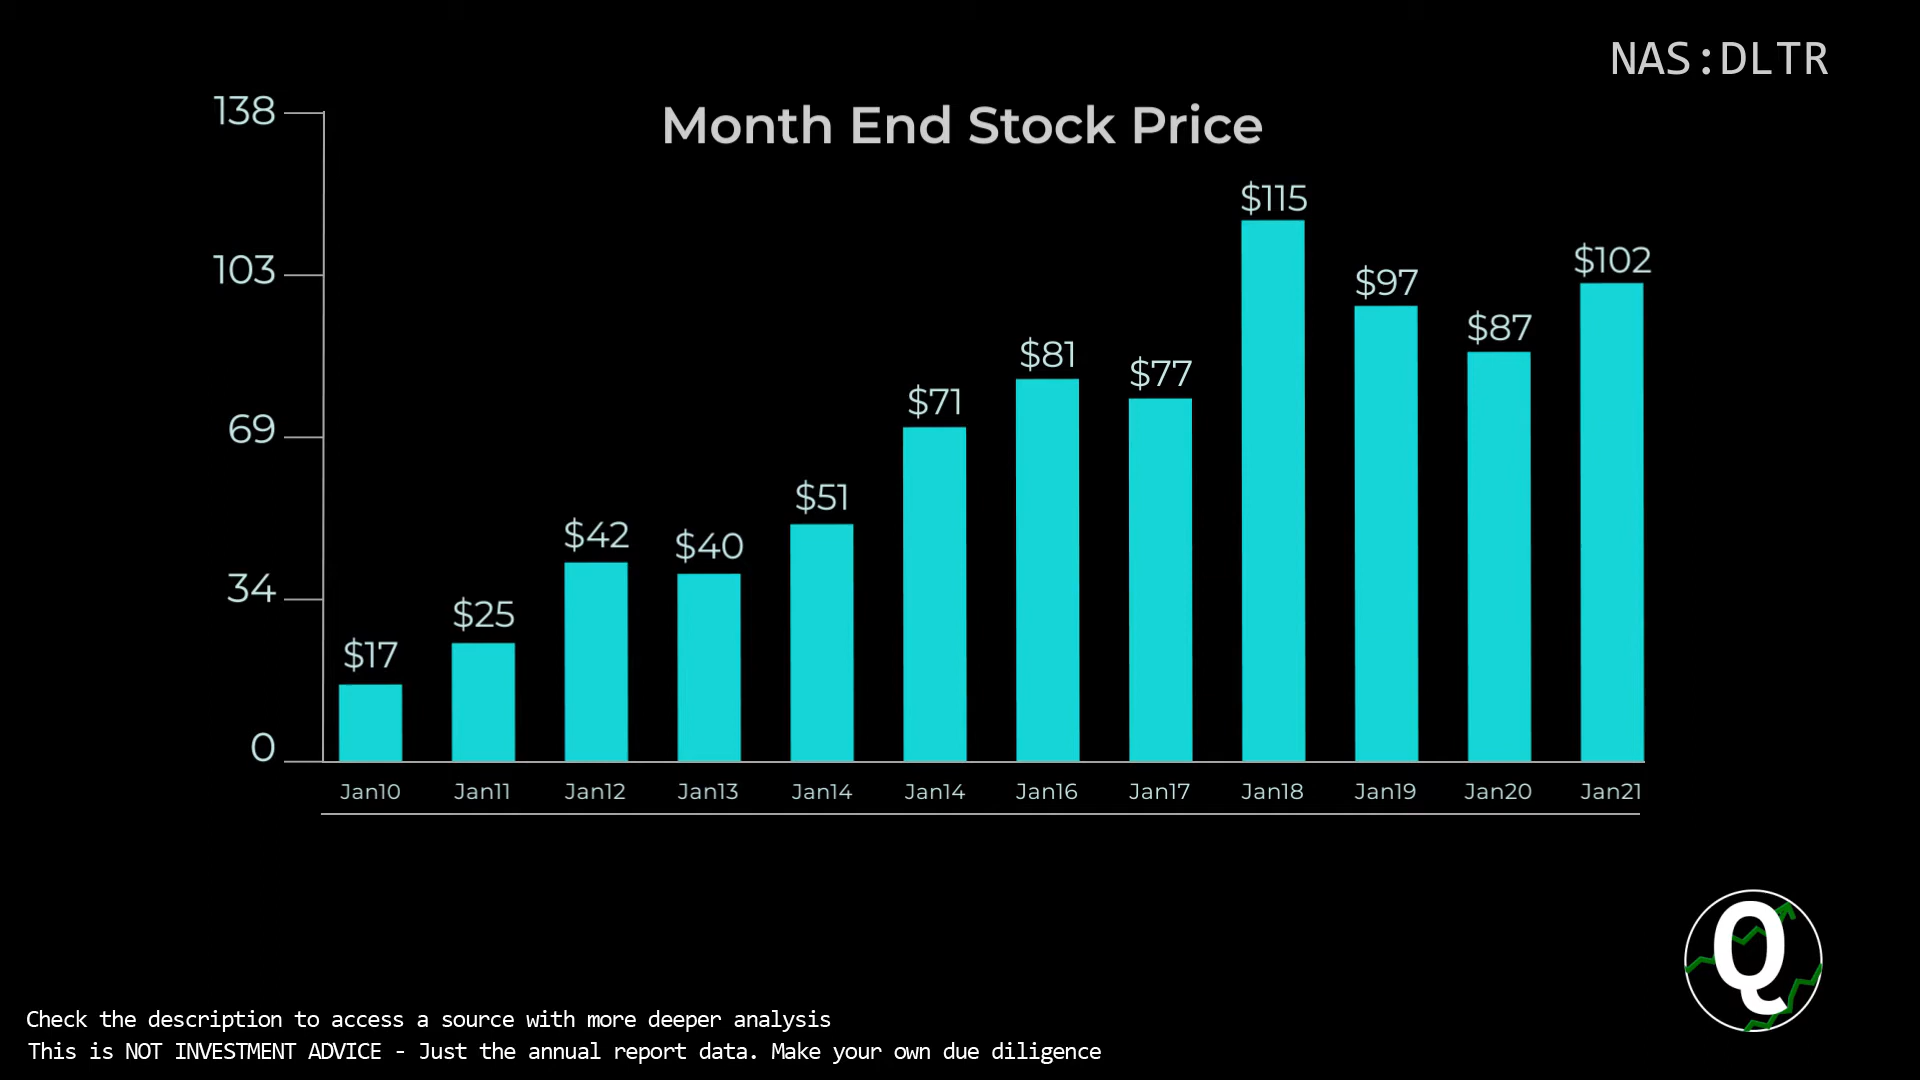 NAS:DLTR
Month End Stock Price
138
103
69
34
0
$17
$25
$42
$40
$51
$71
$81
$77
$115
$97
$87
$102
Jan10 Jan11 Jan12 Jan13 Jan14 Jan14 Jan16 Jan17 Jan18 Jan19 Jan20 Jan21
Q
Check the description to access a source with more deeper analysis
This is NOT INVESTMENT ADVICE - Just the annual report data. Make your own due diligence